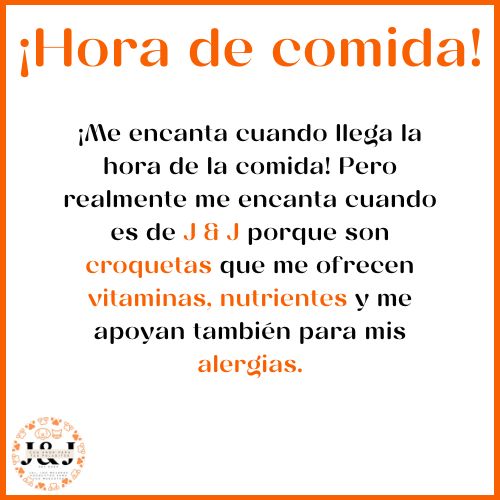 ¡Hora de comida!
¡Me encanta cuando llega la
hora de la comida! Pero
realmente me encanta cuando
es de J & J porque son
croquetas que me ofrecen
vitaminas, nutrientes y me
apoyan también para mis
alergias.
J&J